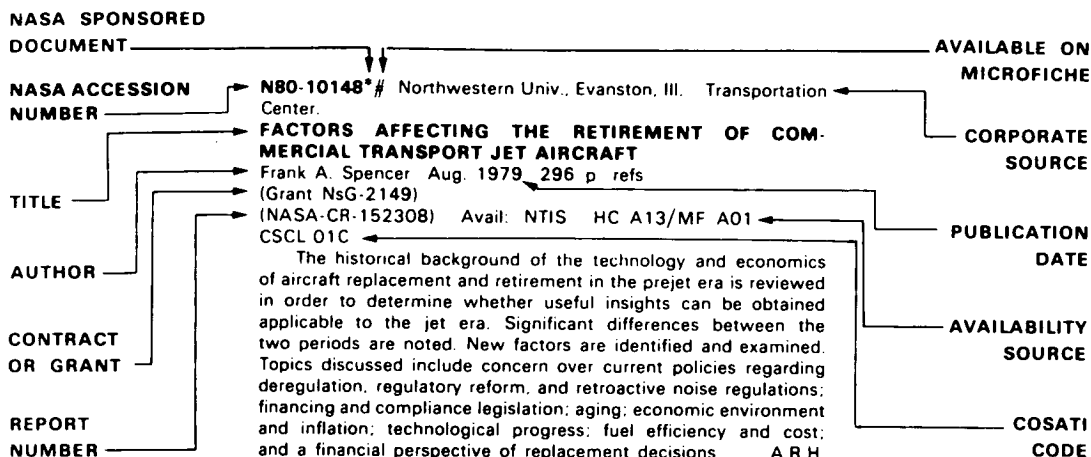 NASA SPONSORED
DOCUMENT
AVAILABLE ON
MICROFICHE
NASA ACCESSION
NUMBER
N80-10148*# Northwestern Univ., Evanston, Ill. Transportation
Center.
CORPORATE
SOURCE
TITLE
FACTORS AFFECTING THE RETIREMENT OF COM-
MERCIAL TRANSPORT JET AIRCRAFT
Frank A. Spencer Aug. 1979 296 p refs
(Grant NsG-2149)
(NASA-CR-152308) Avail: NTIS HC A13/MF A01
CSCL 01C
PUBLICATION
DATE
AUTHOR
The historical background of the technology and economics
of aircraft replacement and retirement in the prejet era is reviewed
in order to determine whether useful insights can be obtained
applicable to the jet era. Significant differences between the
two periods are noted. New factors are identified and examined.
Topics discussed include concern over current policies regarding
deregulation, regulatory reform, and retroactive noise regulations;
financing and compliance legislation; aging; economic environment
and inflation; technological progress; fuel efficiency and cost;
and a financial perspective of replacement decisions A.R.H.
CONTRACT
OR GRANT
AVAILABILITY
SOURCE
REPORT
NUMBER
COSATI
CODE